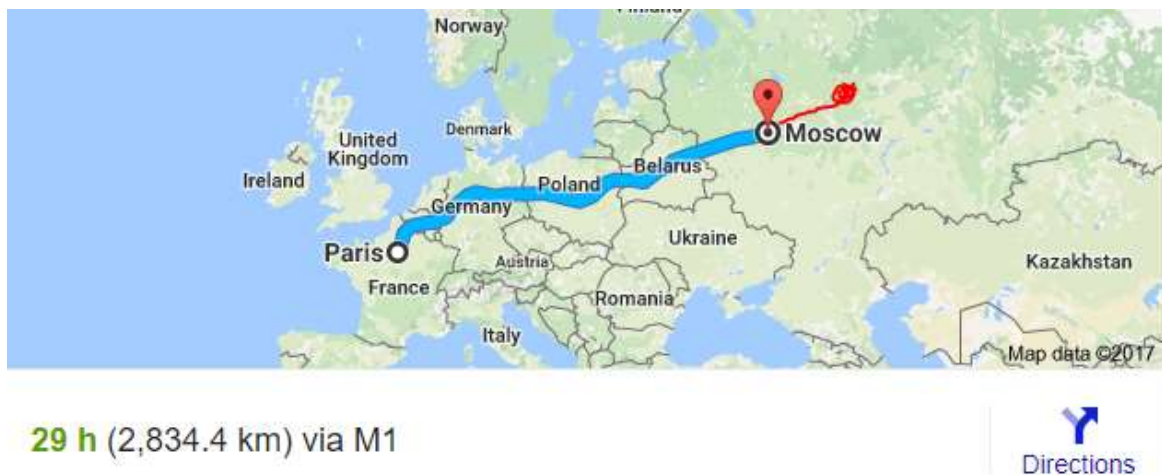 Finland
Norway
Denmark
United
Kingdom
Ireland
Moscow
Belarus
Poland
Germany
Paris
Ukraine
Austria
France
Kazakhstan
Romania
Italy
Map data ©2017
29 h (2,834.4 km) via M1
Directions